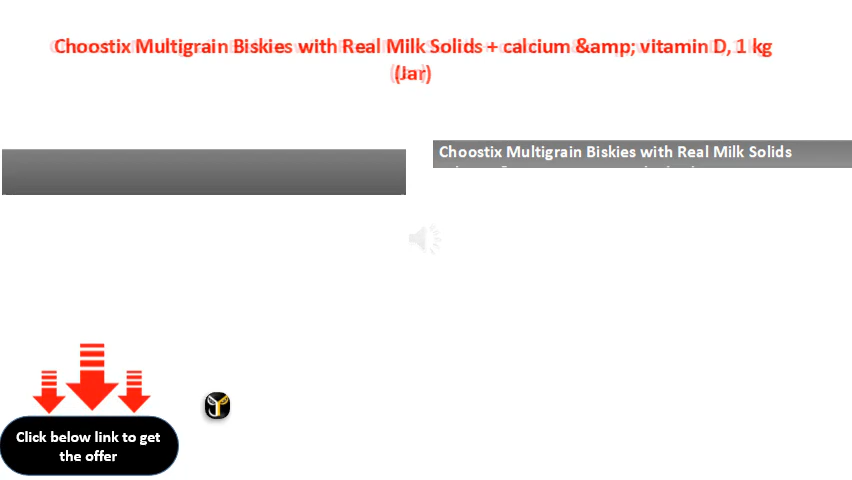 Choostix Multigrain Biskies with Real Milk Solids + calcium &amp; vitamin D, 1 kg
(Jar)
Choostix Multigrain Biskies with Real Milk Solids
Click below link to get
the offer